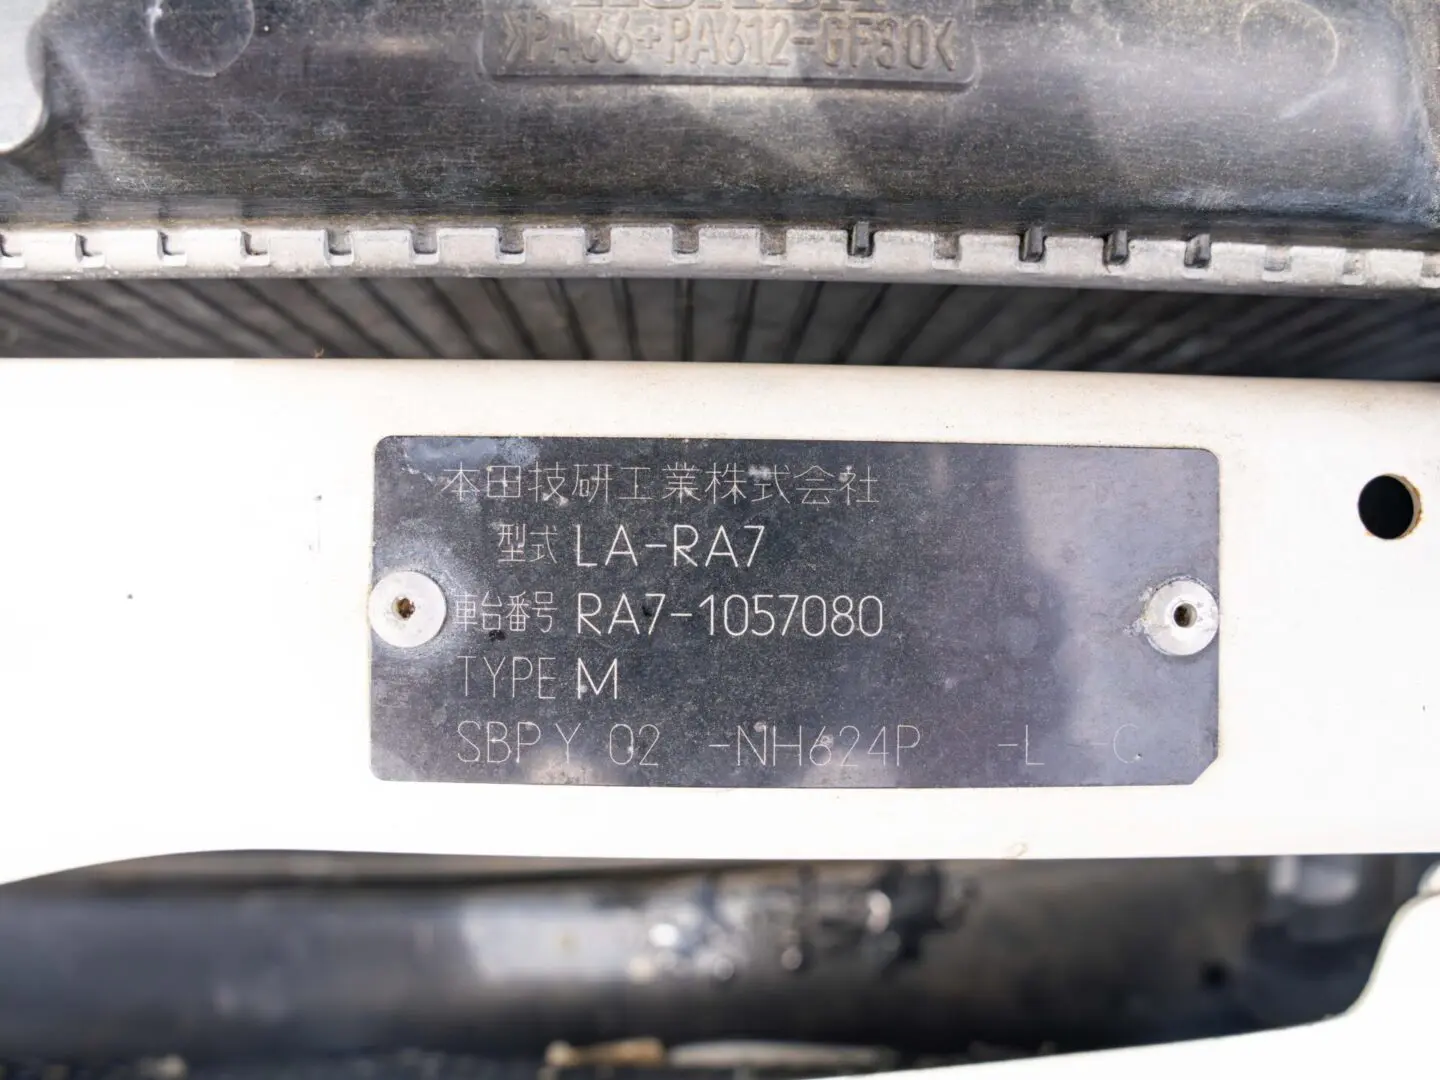 >PA66+PA612-GF30<
本田技研工業株式会社
型式 LA-RA7
車台番号 RA7-1057080
TYPE M
SBPY 02 -NH624P -L -C